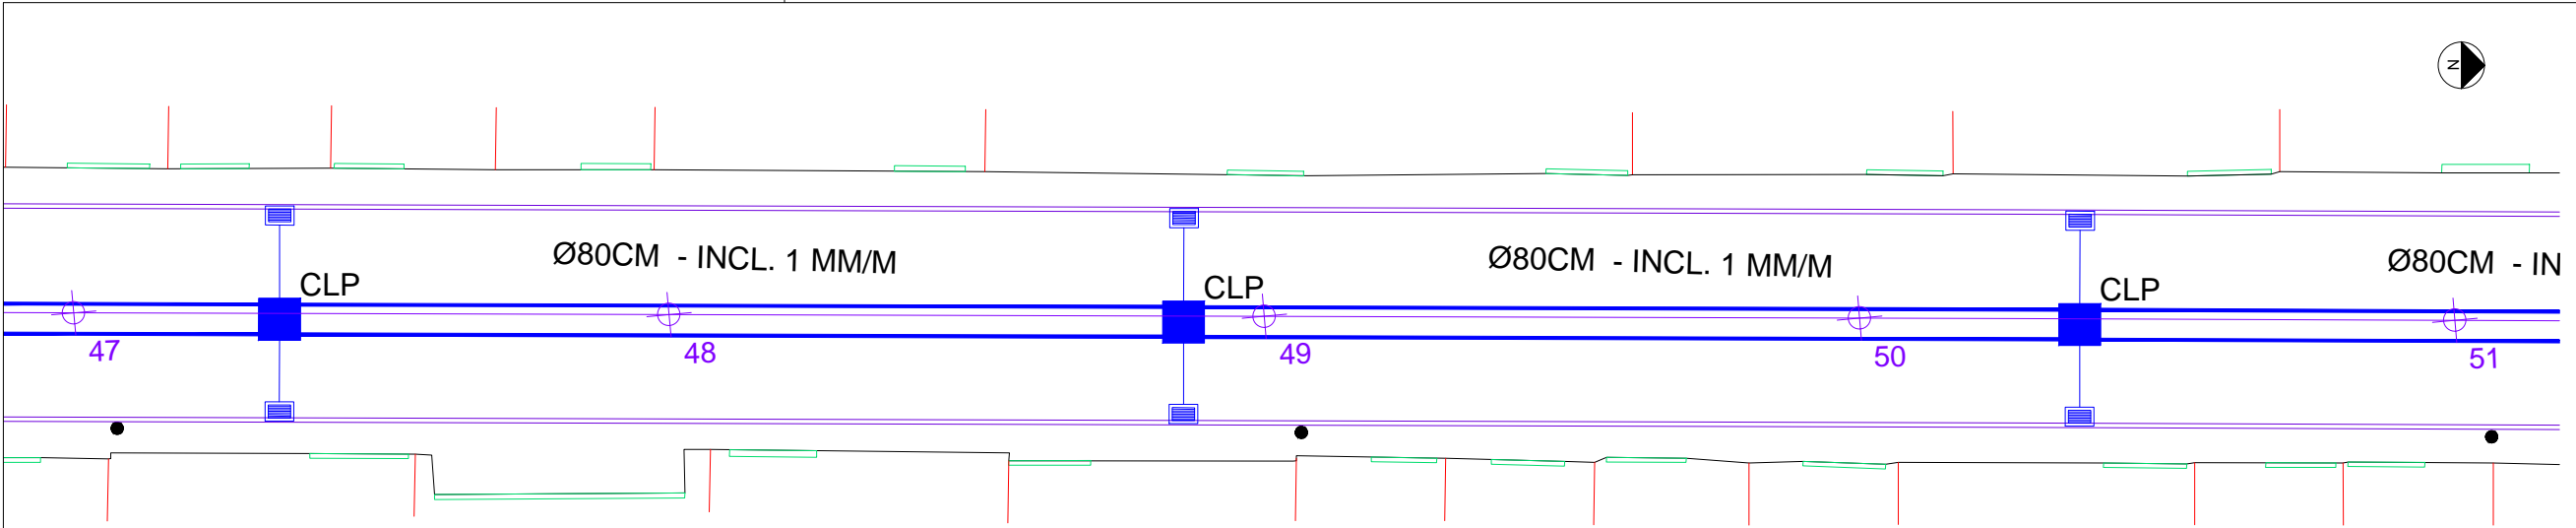 N
Ø80CM - INCL. 1 MM/M
Ø80CM - INCL. 1 MM/M
Ø80CM - IN
CLP
CLP
CLP
47
48
49
50
51